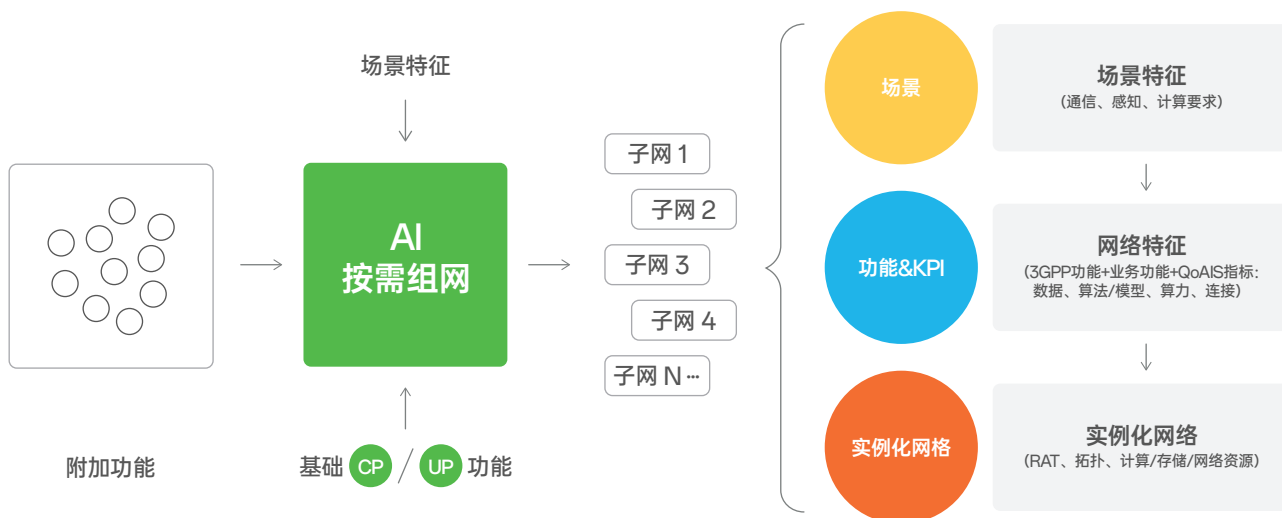 场景特征
附加功能
AI
按需组网
基础 CP / UP 功能
子网 1
子网 2
子网 3
子网 4
子网 N ···
场景
场景特征
(通信、感知、计算要求)
功能&KPI
网络特征
(3GPP功能+业务功能+QoAIS指标:
数据、算法/模型、算力、连接)
实例化网格
实例化网络
(RAT、拓扑、计算/存储/网络资源)